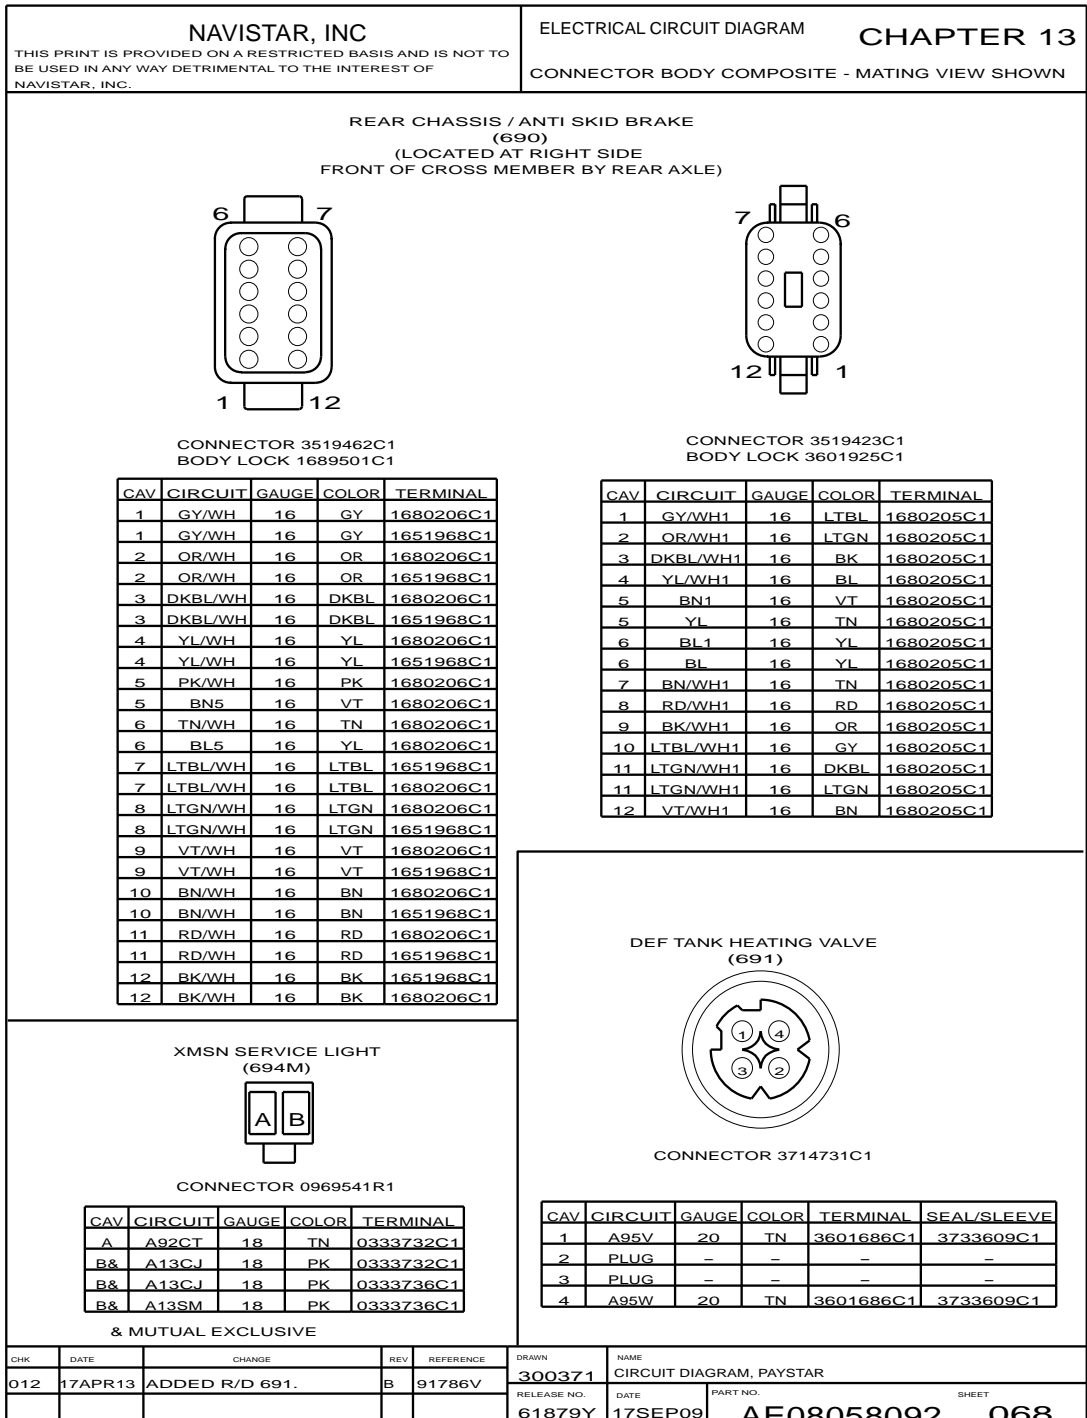 NAVISTAR, INC
THIS PRINT IS PROVIDED ON A RESTRICTED BASIS AND IS NOT TO
BE USED IN ANY WAY DETRIMENTAL TO THE INTEREST OF
NAVISTAR, INC.
ELECTRICAL CIRCUIT DIAGRAM
CHAPTER 13
CONNECTOR BODY COMPOSITE - MATING VIEW SHOWN
REAR CHASSIS / ANTI SKID BRAKE
(690)
(LOCATED AT RIGHT SIDE
FRONT OF CROSS MEMBER BY REAR AXLE)
6 7
1 12
CONNECTOR 3519462C1
BODY LOCK 1689501C1
CAV CIRCUIT GAUGE COLOR TERMINAL
1 GY/WH 16 GY 1680206C1
1 GY/WH 16 GY 1651968C1
2 OR/WH 16 OR 1680206C1
2 OR/WH 16 OR 1651968C1
3 DKBL/WH 16 DKBL 1680206C1
3 DKBL/WH 16 DKBL 1651968C1
4 YL/WH 16 YL 1680206C1
4 YL/WH 16 YL 1651968C1
5 PK/WH 16 PK 1680206C1
5 BN5 16 VT 1680206C1
6 TN/WH 16 TN 1680206C1
6 BL5 16 YL 1680206C1
7 LTBL/WH 16 LTBL 1651968C1
7 LTBL/WH 16 LTBL 1680206C1
8 LTGN/WH 16 LTGN 1680206C1
8 LTGN/WH 16 LTGN 1651968C1
9 VT/WH 16 VT 1680206C1
9 VT/WH 16 VT 1651968C1
10 BN/WH 16 BN 1680206C1
10 BN/WH 16 BN 1651968C1
11 RD/WH 16 RD 1680206C1
11 RD/WH 16 RD 1651968C1
12 BK/WH 16 BK 1651968C1
12 BK/WH 16 BK 1680206C1
7 6
12 1
CONNECTOR 3519423C1
BODY LOCK 3601925C1
CAV CIRCUIT GAUGE COLOR TERMINAL
1 GY/WH1 16 LTBL 1680205C1
2 OR/WH1 16 LTGN 1680205C1
3 DKBL/WH1 16 BK 1680205C1
4 YL/WH1 16 BL 1680205C1
5 BN1 16 VT 1680205C1
5 YL 16 TN 1680205C1
6 BL1 16 YL 1680205C1
6 BL 16 YL 1680205C1
7 BN/WH1 16 TN 1680205C1
8 RD/WH1 16 RD 1680205C1
9 BK/WH1 16 OR 1680205C1
10 LTBL/WH1 16 GY 1680205C1
11 LTGN/WH1 16 DKBL 1680205C1
11 LTGN/WH1 16 LTGN 1680205C1
12 VT/WH1 16 BN 1680205C1
XMSN SERVICE LIGHT
(694M)
A B
CONNECTOR 0969541R1
CAV CIRCUIT GAUGE COLOR TERMINAL
A A92CT 18 TN 0333732C1
B& A13CJ 18 PK 0333732C1
B& A13CJ 18 PK 0333736C1
B& A13SM 18 PK 0333736C1
& MUTUAL EXCLUSIVE
DEF TANK HEATING VALVE
(691)
1 4
3 2
CONNECTOR 3714731C1
CAV CIRCUIT GAUGE COLOR TERMINAL SEAL/SLEEVE
1 A95V 20 TN 3601686C1 3733609C1
2 PLUG – – – –
3 PLUG – – – –
4 A95W 20 TN 3601686C1 3733609C1
CHK DATE CHANGE REV REFERENCE
012 17APR13 ADDED R/D 691. B 91786V
DRAWN
300371
NAME
CIRCUIT DIAGRAM, PAYSTAR
RELEASE NO.
61879Y
DATE
17SEP09
PART NO.
AE08058092
SHEET
068